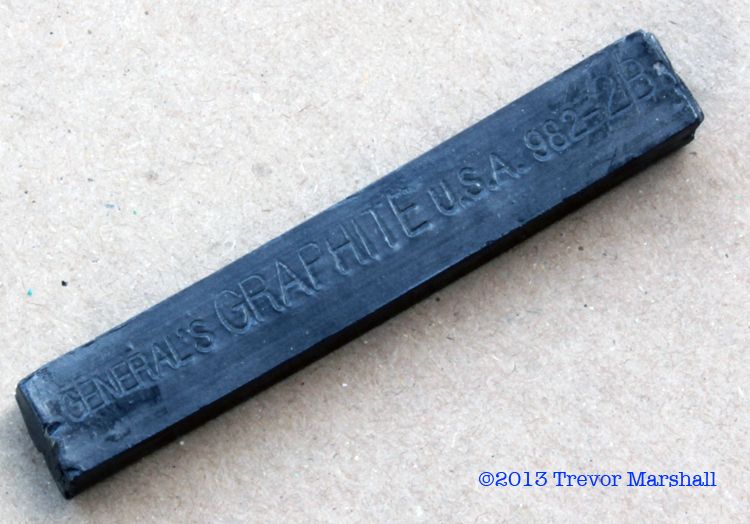 GENERAL'S GRAPHITE U.S.A. 982-2B
©2013 Trevor Marshall